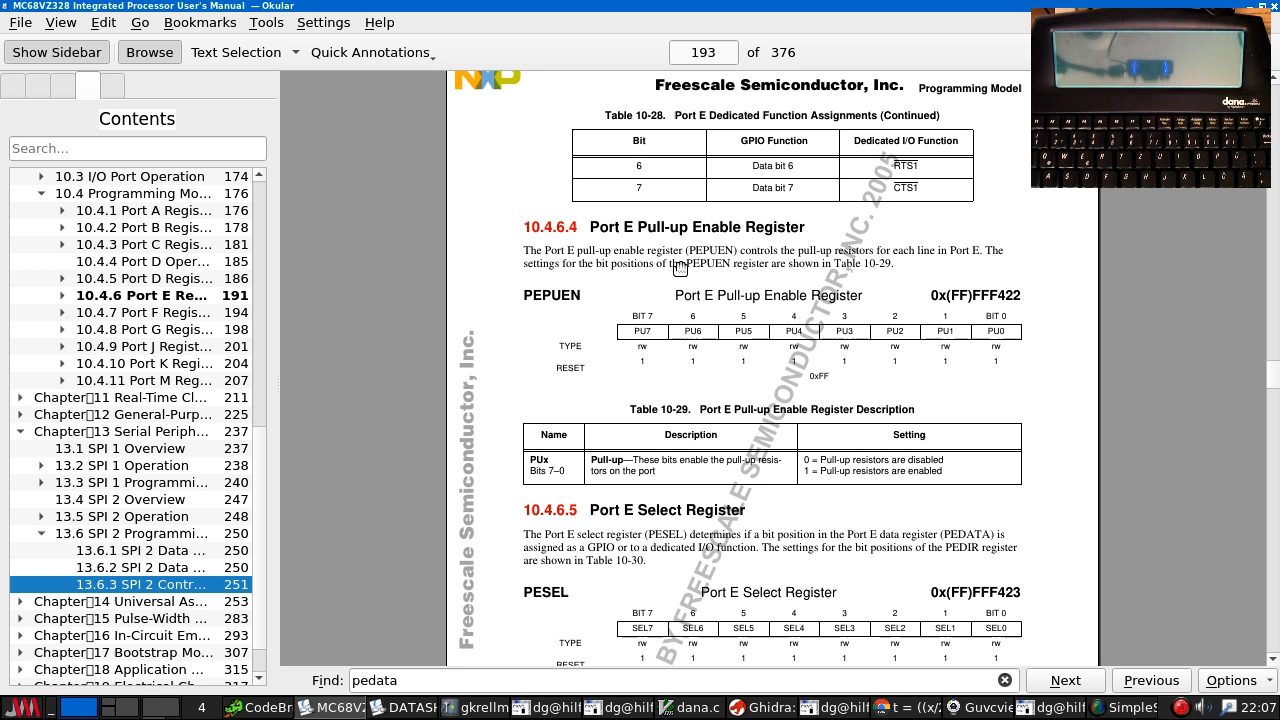 MC68VZ328 Integrated Processor User's Manual — Okular
File View Edit Go Bookmarks Tools Settings Help
Show Sidebar Browse Text Selection Quick Annotations 193 of 376
Contents
Search...
10.3 I/O Port Operation 174
10.4 Programming Mo... 176
10.4.1 Port A Regis... 176
10.4.2 Port B Regis... 178
10.4.3 Port C Regis... 181
10.4.4 Port D Oper... 185
10.4.5 Port D Regis... 186
10.4.6 Port E Re... 191
10.4.7 Port F Regis... 194
10.4.8 Port G Regis... 198
10.4.9 Port J Regist... 201
10.4.10 Port K Regi... 204
10.4.11 Port M Reg... 207
Chapter 11 Real-Time Cl... 211
Chapter 12 General-Purp... 225
Chapter 13 Serial Periph... 237
13.1 SPI 1 Overview 237
13.2 SPI 1 Operation 238
13.3 SPI 1 Programmi... 240
13.4 SPI 2 Overview 247
13.5 SPI 2 Operation 248
13.6 SPI 2 Programmi... 250
13.6.1 SPI 2 Data ... 250
13.6.2 SPI 2 Data ... 250
13.6.3 SPI 2 Contr... 251
Chapter 14 Universal As... 253
Chapter 15 Pulse-Width ... 283
Chapter 16 In-Circuit Em... 293
Chapter 17 Bootstrap Mo... 307
Chapter 18 Application ... 315
NXP
Freescale Semiconductor, Inc. Programming Model
Table 10-28. Port E Dedicated Function Assignments (Continued)
Bit GPIO Function Dedicated I/O Function
6 Data bit 6 RTS1
7 Data bit 7 CTS1
10.4.6.4 Port E Pull-up Enable Register
The Port E pull-up enable register (PEPUEN) controls the pull-up resistors for each line in Port E. The
settings for the bit positions of the PEPUEN register are shown in Table 10-29.
PEPUEN Port E Pull-up Enable Register 0x(FF)FFF422
BIT 7 6 5 4 3 2 1 BIT 0
PU7 PU6 PU5 PU4 PU3 PU2 PU1 PU0
TYPE rw rw rw rw rw rw rw rw
RESET 1 1 1 1 1 1 1 1
0xFF
Table 10-29. Port E Pull-up Enable Register Description
Name Description Setting
PUx Pull-up—These bits enable the pull-up resis- 0 = Pull-up resistors are disabled
Bits 7–0 tors on the port 1 = Pull-up resistors are enabled
10.4.6.5 Port E Select Register
The Port E select register (PESEL) determines if a bit position in the Port E data register (PEDATA) is
assigned as a GPIO or to a dedicated I/O function. The settings for the bit positions of the PEDIR register
are shown in Table 10-30.
PESEL Port E Select Register 0x(FF)FFF423
BIT 7 6 5 4 3 2 1 BIT 0
SEL7 SEL6 SEL5 SEL4 SEL3 SEL2 SEL1 SEL0
TYPE rw rw rw rw rw rw rw rw
RESET 1 1 1 1 1 1 1 1
Freescale Semiconductor, Inc.
BY FREESCALE SEMICONDUCTOR, INC. 2005
dana
Find: pedata Next Previous Options
4 CodeBr MC68VZ DATASH gkrellm dg@hilf dg@hilf dana.c Ghidra: dg@hilf t = ((x/ Guvcvie dg@hilf SimpleS 22:07